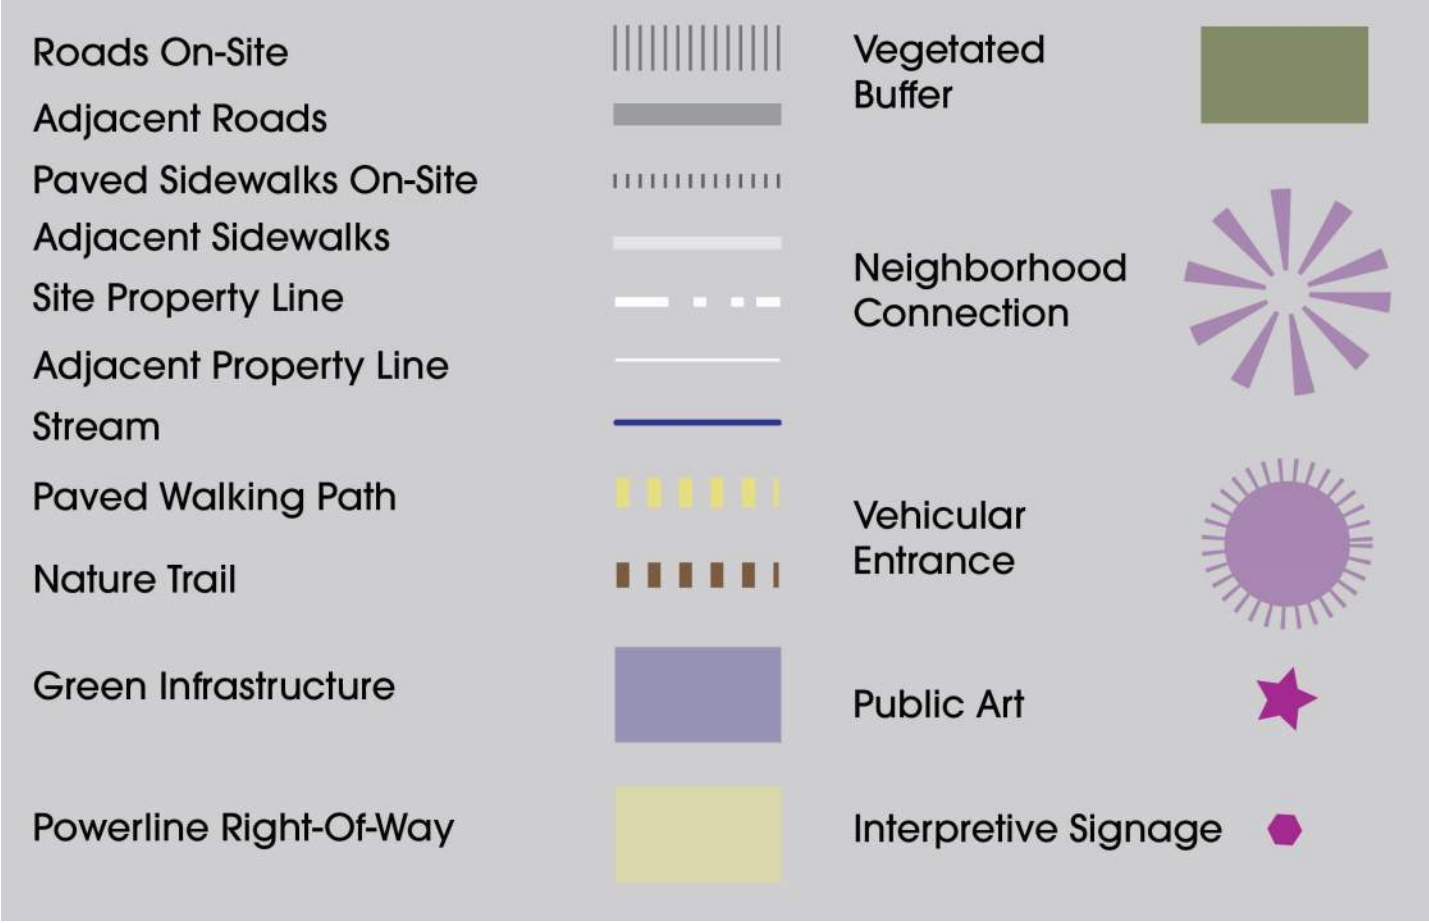 Roads On-Site
Adjacent Roads
Paved Sidewalks On-Site
Adjacent Sidewalks
Site Property Line
Adjacent Property Line
Stream
Paved Walking Path
Nature Trail
Green Infrastructure
Powerline Right-Of-Way
Vegetated
Buffer
Neighborhood
Connection
Vehicular
Entrance
Public Art
Interpretive Signage